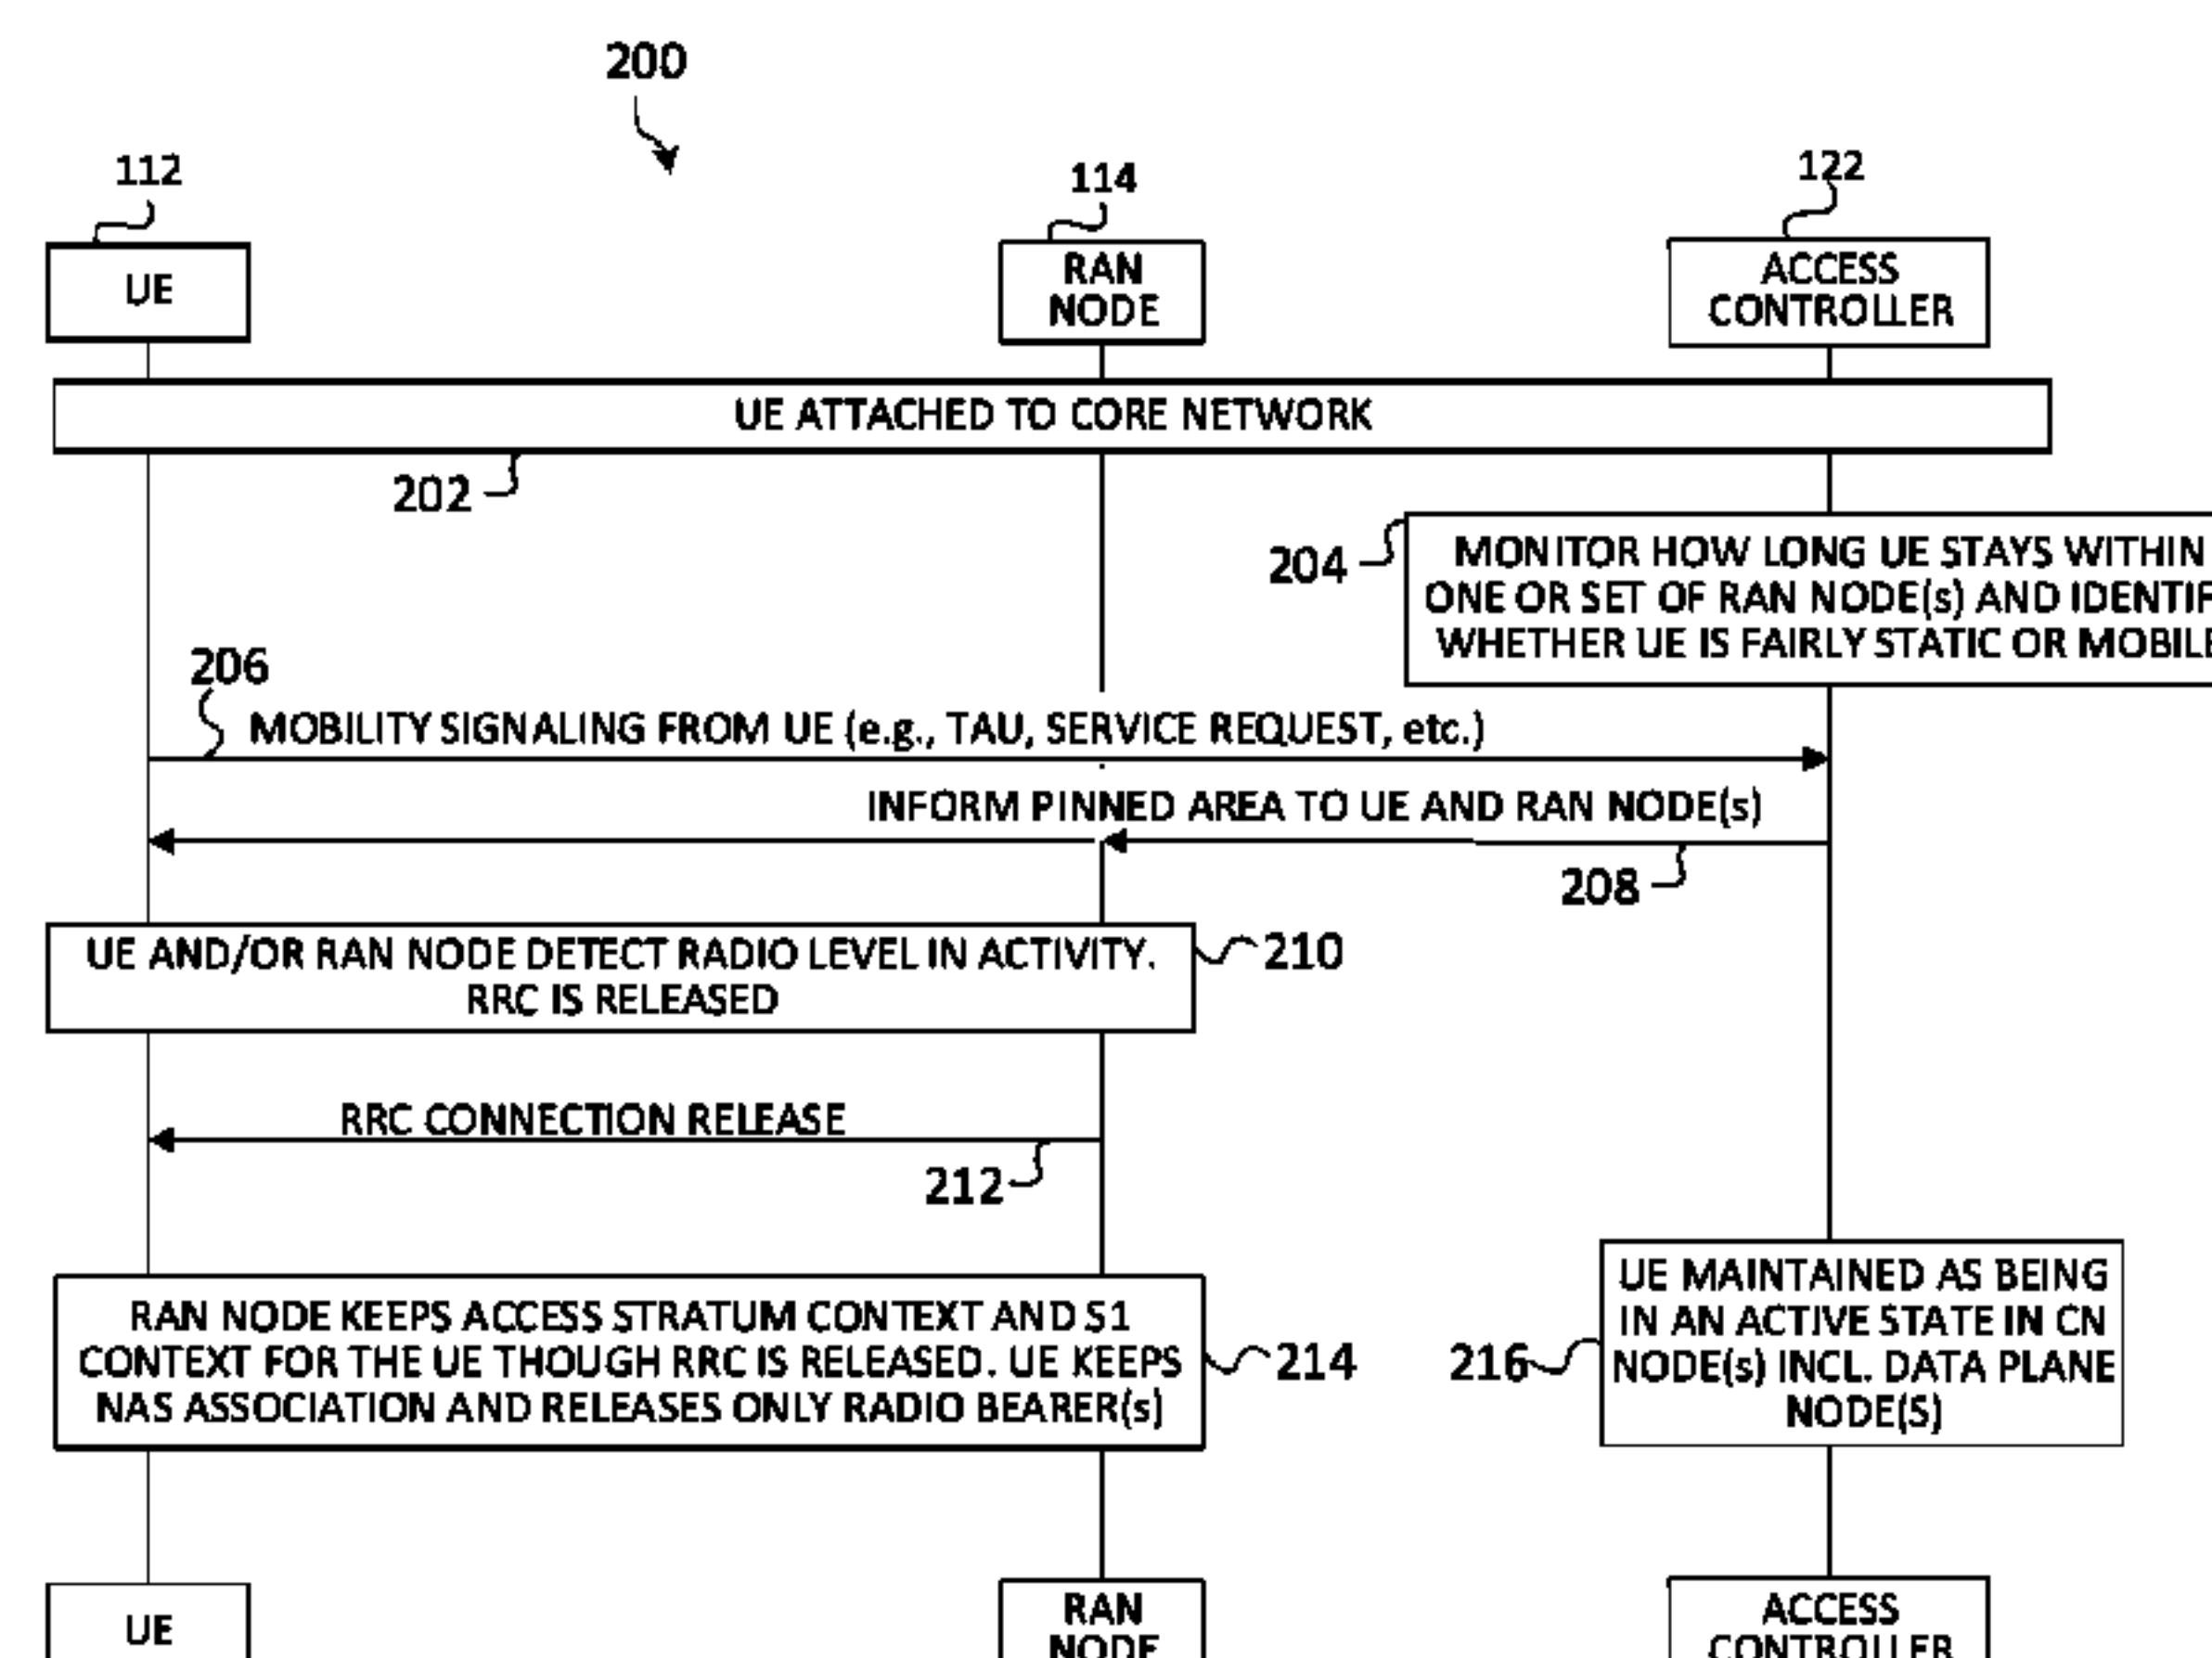 200
112
114
122
UE
RAN
NODE
ACCESS
CONTROLLER
UE ATTACHED TO CORE NETWORK
202
204
MONITOR HOW LONG UE STAYS WITHIN
ONE OR SET OF RAN NODE(s) AND IDENTIF
WHETHER UE IS FAIRLY STATIC OR MOBILE
206
MOBILITY SIGNALING FROM UE (e.g., TAU, SERVICE REQUEST, etc.)
INFORM PINNED AREA TO UE AND RAN NODE(s)
208
UE AND/OR RAN NODE DETECT RADIO LEVEL IN ACTIVITY.
RRC IS RELEASED
210
RRC CONNECTION RELEASE
212
RAN NODE KEEPS ACCESS STRATUM CONTEXT AND S1
CONTEXT FOR THE UE THOUGH RRC IS RELEASED. UE KEEPS
NAS ASSOCIATION AND RELEASES ONLY RADIO BEARER(s)
214
216
UE MAINTAINED AS BEING
IN AN ACTIVE STATE IN CN
NODE(s) INCL. DATA PLANE
NODE(S)
UE
RAN
NODE
ACCESS
CONTROLLER